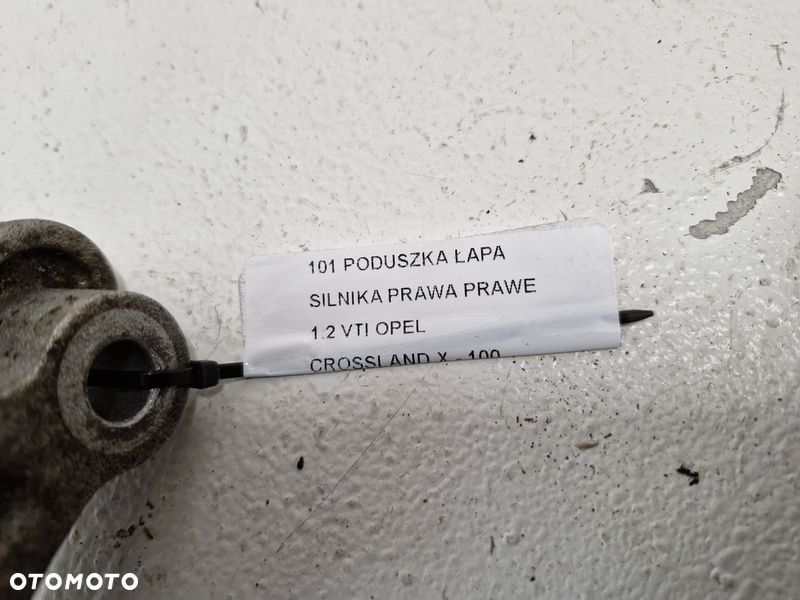 101 PODUSZKA ŁAPA
SILNIKA PRAWA PRAWE
1.2 VTI OPEL
CROSSLAND X - 100
OTOMOTO